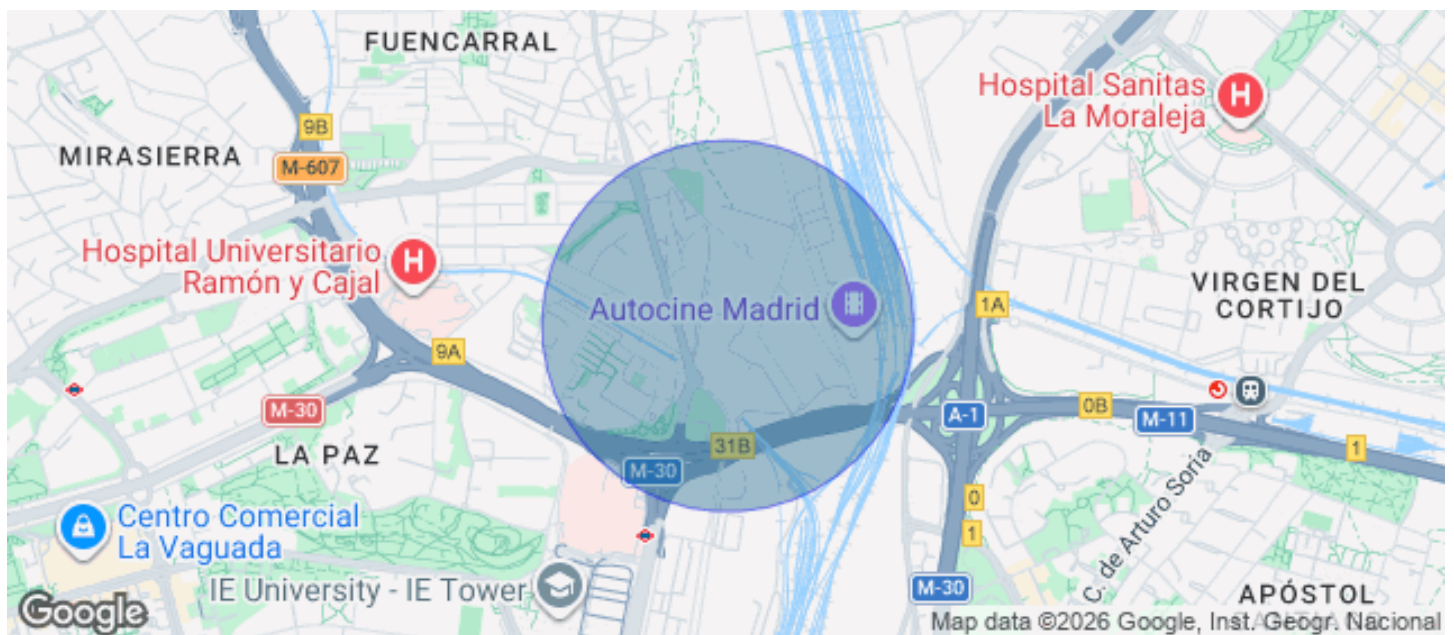 FUENCARRAL
Hospital Sanitas
La Moraleja
H
9B
MIRASIERRA
M-607
Hospital Universitario
Ramón y Cajal
H
VIRGEN DEL
CORTIJO
Autocine Madrid
1A
9A
M-30
0B
A-1
M-11
LA PAZ
31B
1
M-30
C. de Arturo Soria
0
Centro Comercial
La Vaguada
1
IE University - IE Tower
M-30
APÓSTOL
Google
Map data ©2026 Google, Inst. Geogr. Nacional